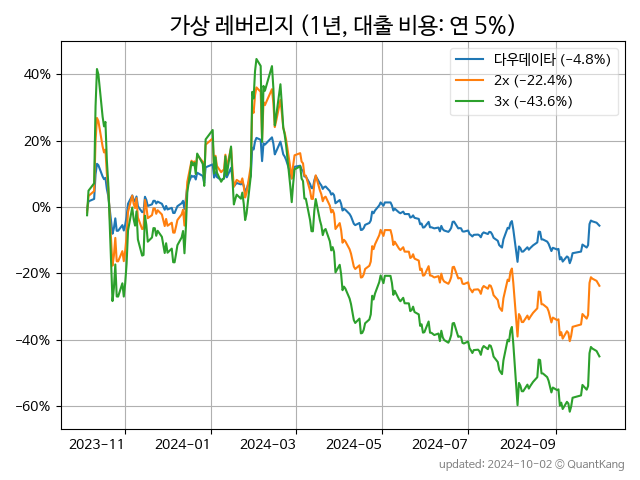 가상 레버리지 (1년, 대출 비용: 연 5%)
다우데이타 (−4.8%)
2x (−22.4%)
3x (−43.6%)
40%
20%
0%
−20%
−40%
−60%
2023−11 2024−01 2024−03 2024−05 2024−07 2024−09
updated: 2024-10-02 © QuantKang